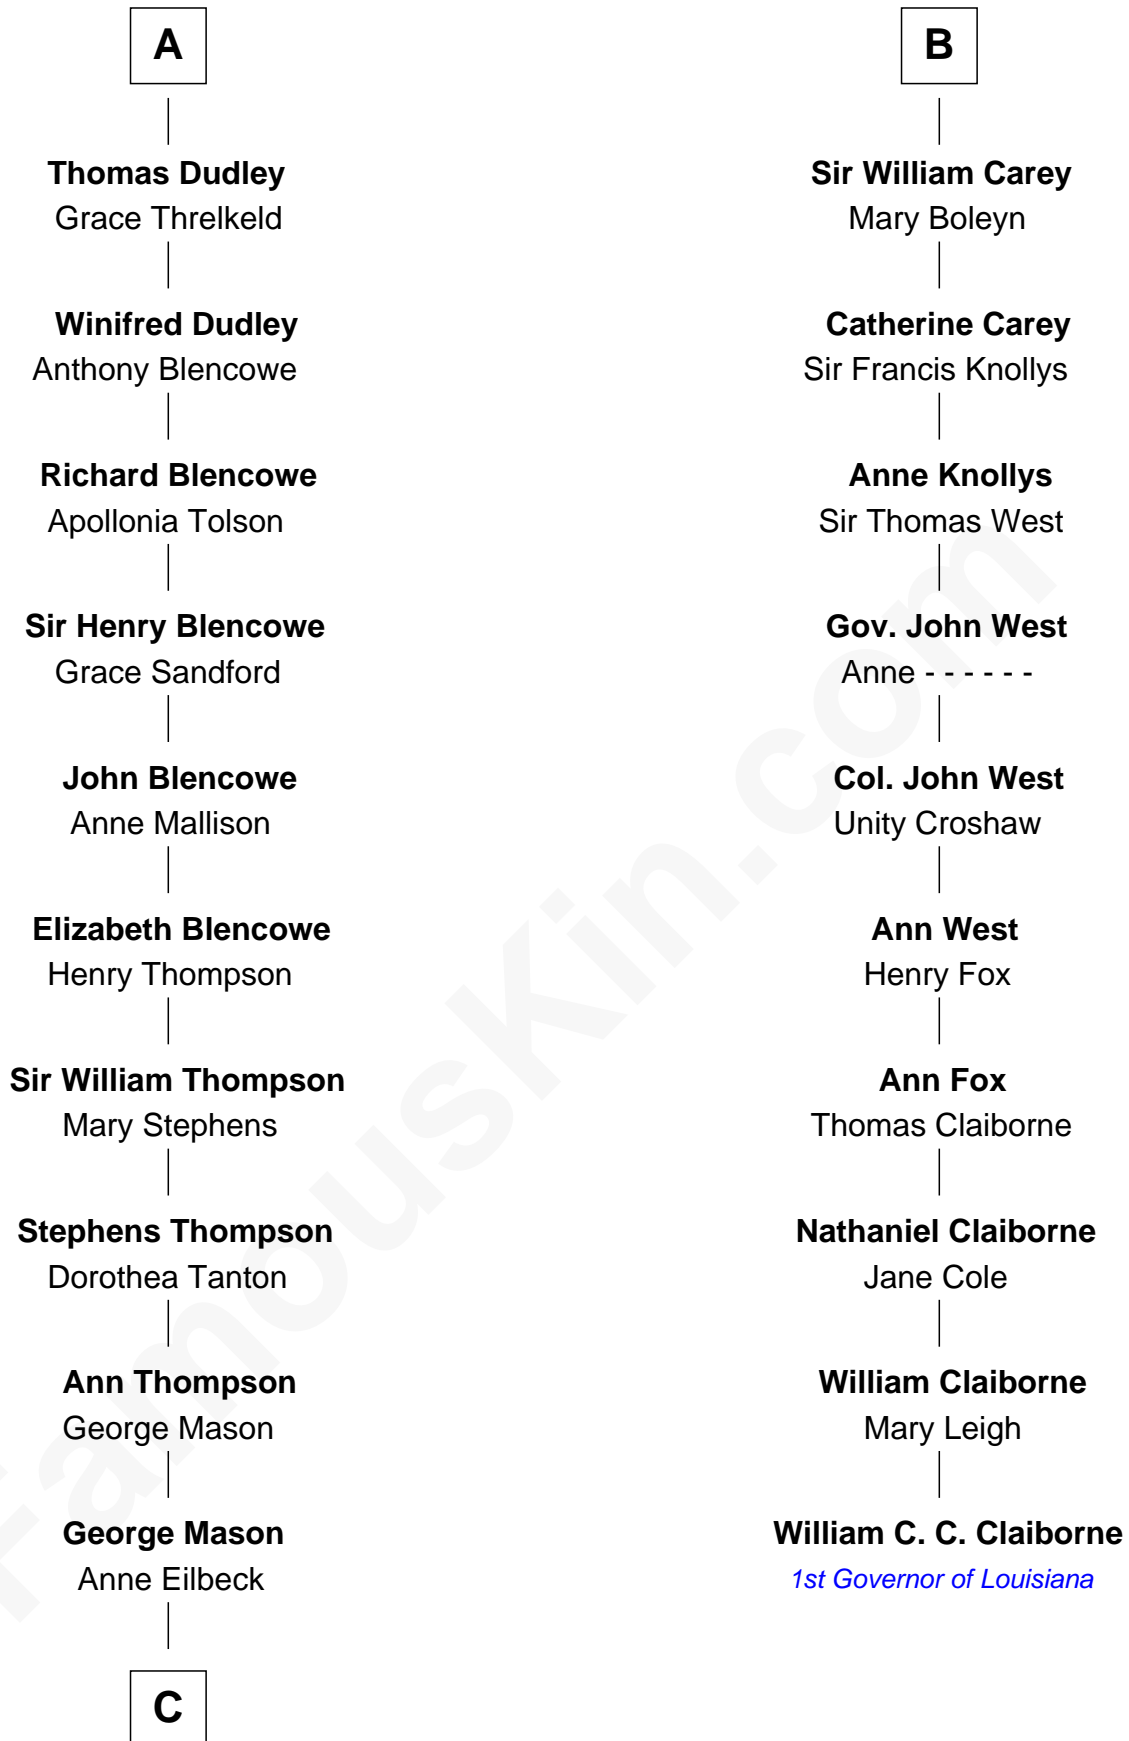 A
Thomas Dudley
Grace Threlkeld
Winifred Dudley
Anthony Blencowe
Richard Blencowe
Apollonia Tolson
Sir Henry Blencowe
Grace Sandford
John Blencowe
Anne Mallison
Elizabeth Blencowe
Henry Thompson
Sir William Thompson
Mary Stephens
Stephens Thompson
Dorothea Tanton
Ann Thompson
George Mason
George Mason
Anne Eilbeck
C
B
Sir William Carey
Mary Boleyn
Catherine Carey
Sir Francis Knollys
Anne Knollys
Sir Thomas West
Gov. John West
Anne - - - - - -
Col. John West
Unity Croshaw
Ann West
Henry Fox
Ann Fox
Thomas Claiborne
Nathaniel Claiborne
Jane Cole
William Claiborne
Mary Leigh
William C. C. Claiborne
1st Governor of Louisiana
FamousKin.com